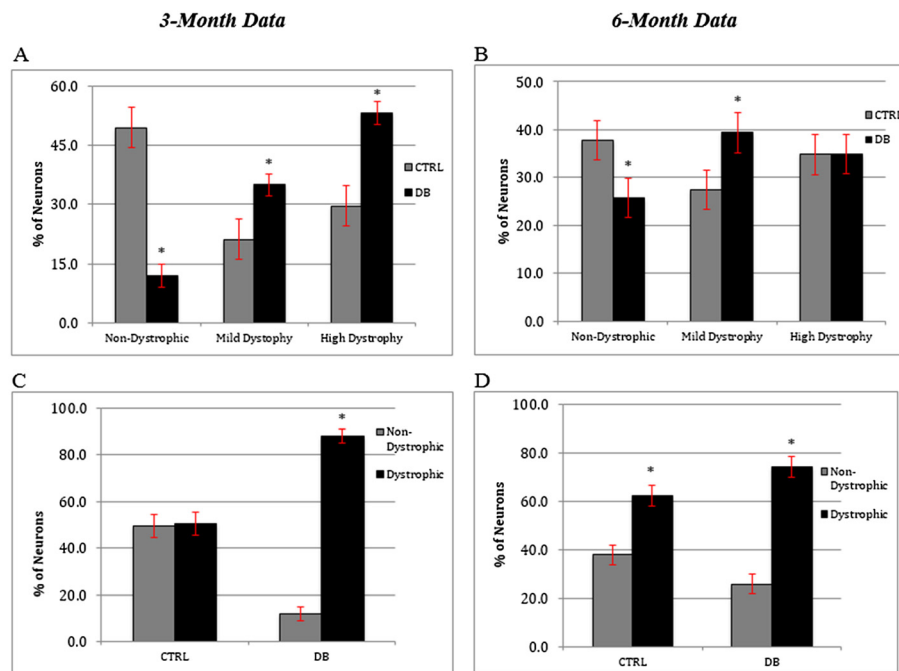 3-Month Data
6-Month Data
A
60.0
45.0
30.0
15.0
0.0
% of Neurons
*
*
*
CTRL
DB
Non-Dystrophic
Mild Dystophy
High Dystrophy
B
50.0
40.0
30.0
20.0
10.0
0.0
% of Neurons
*
*
CTRL
DB
Non-Dystrophic
Mild Dystrophy
High Dystrophy
C
100.0
80.0
60.0
40.0
20.0
0.0
% of Neurons
*
Non-
Dystrophic
Dystrophic
CTRL
DB
D
100.0
80.0
60.0
40.0
20.0
0.0
% of Neurons
*
*
Non-
Dystrophic
Dystrophic
CTRL
DB